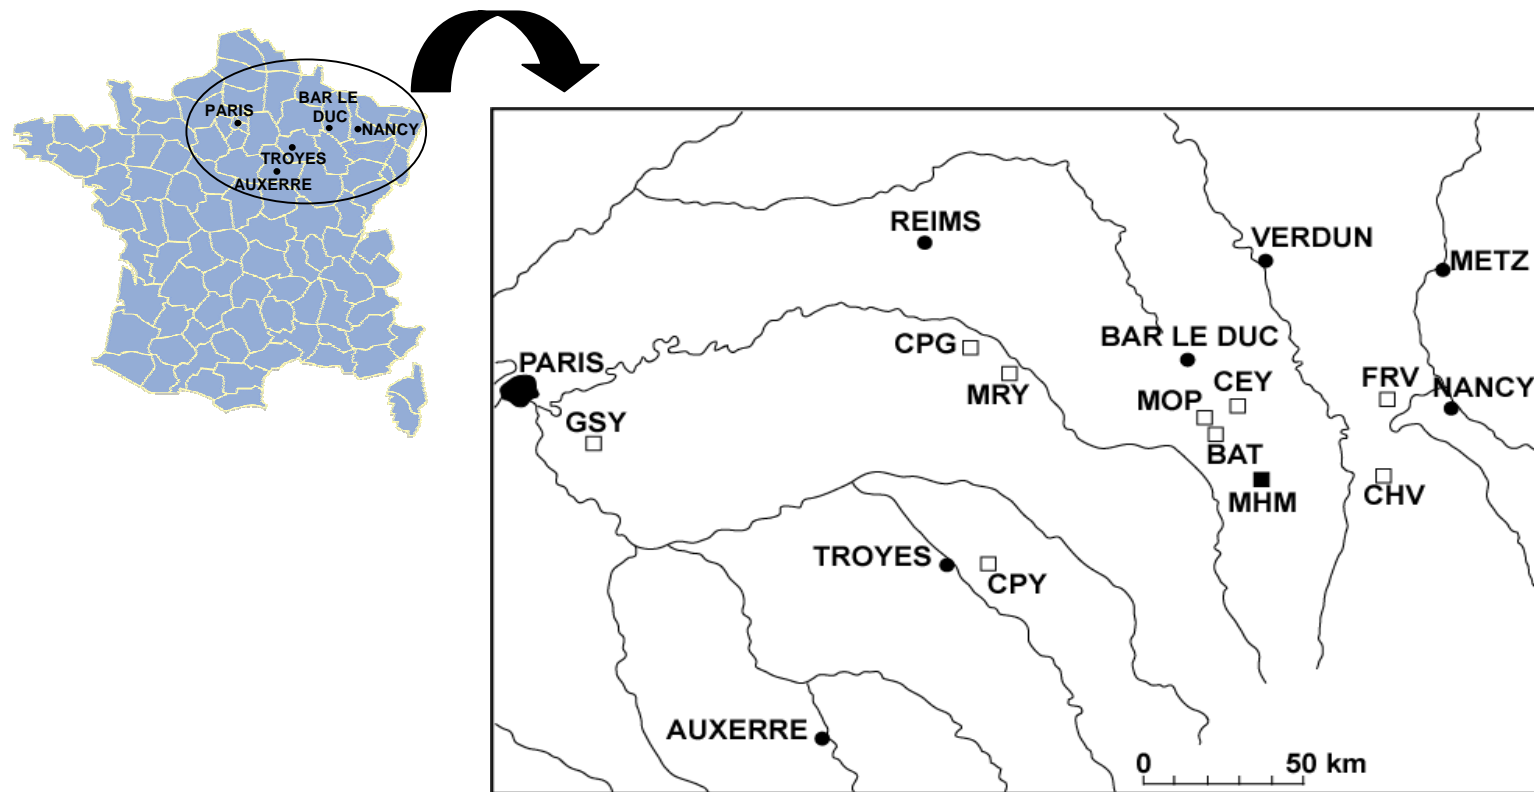 PARIS
BAR LE
DUC
NANCY
TROYES
AUXERRE
REIMS
VERDUN
METZ
BAR LE DUC
CPG
PARIS
MRY
CEY
FRV
NANCY
MOP
GSY
BAT
MHM
CHV
TROYES
CPY
AUXERRE
0 50 km